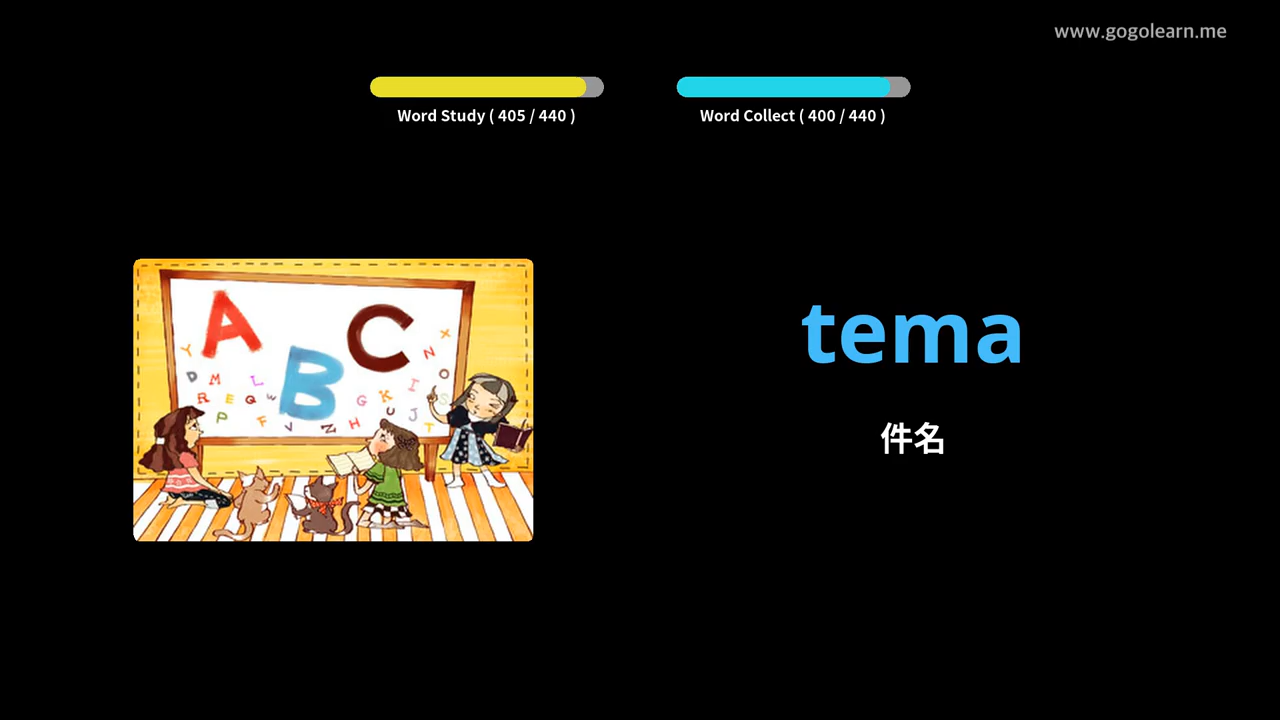 www.gogolearn.me
Word Study ( 405 / 440 )
Word Collect ( 400 / 440 )
A
B
C
Y
D
M
L
R
E
Q
W
P
F
V
Z
H
G
K
I
U
J
T
S
O
N
X
tema
件名